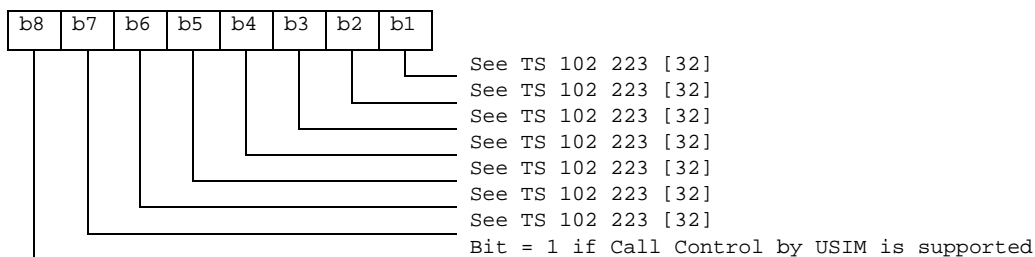 b8 b7 b6 b5 b4 b3 b2 b1
See TS 102 223 [32]
See TS 102 223 [32]
See TS 102 223 [32]
See TS 102 223 [32]
See TS 102 223 [32]
See TS 102 223 [32]
See TS 102 223 [32]
Bit = 1 if Call Control by USIM is supported